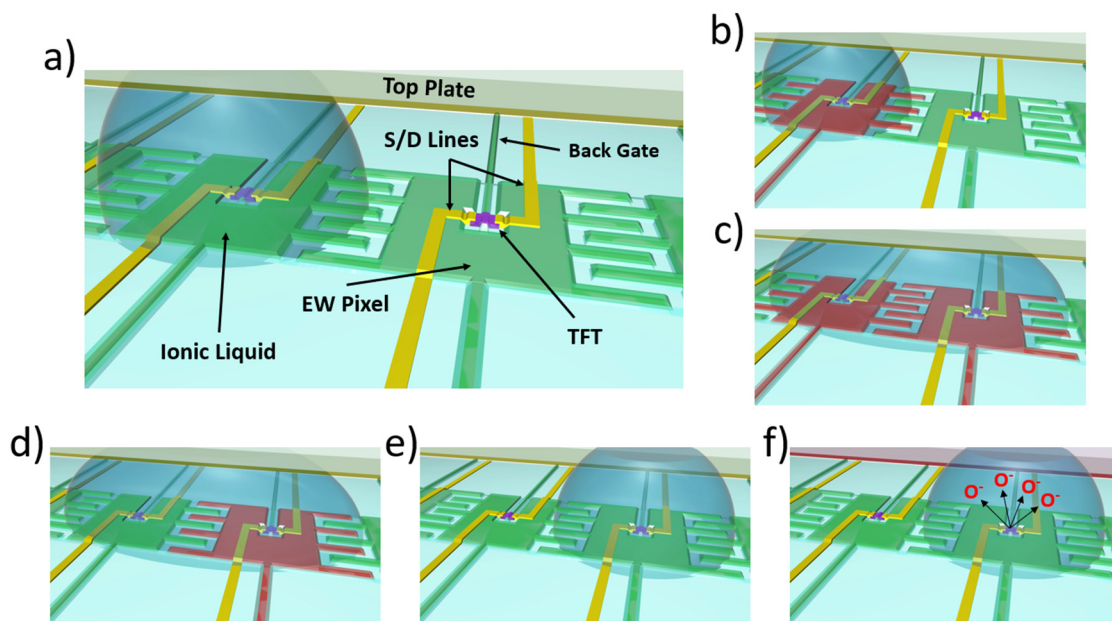 a)
Top Plate
S/D Lines
Back Gate
EW Pixel
TFT
Ionic Liquid
b)
c)
d)
e)
f)
O⁻ O⁻ O⁻ O⁻